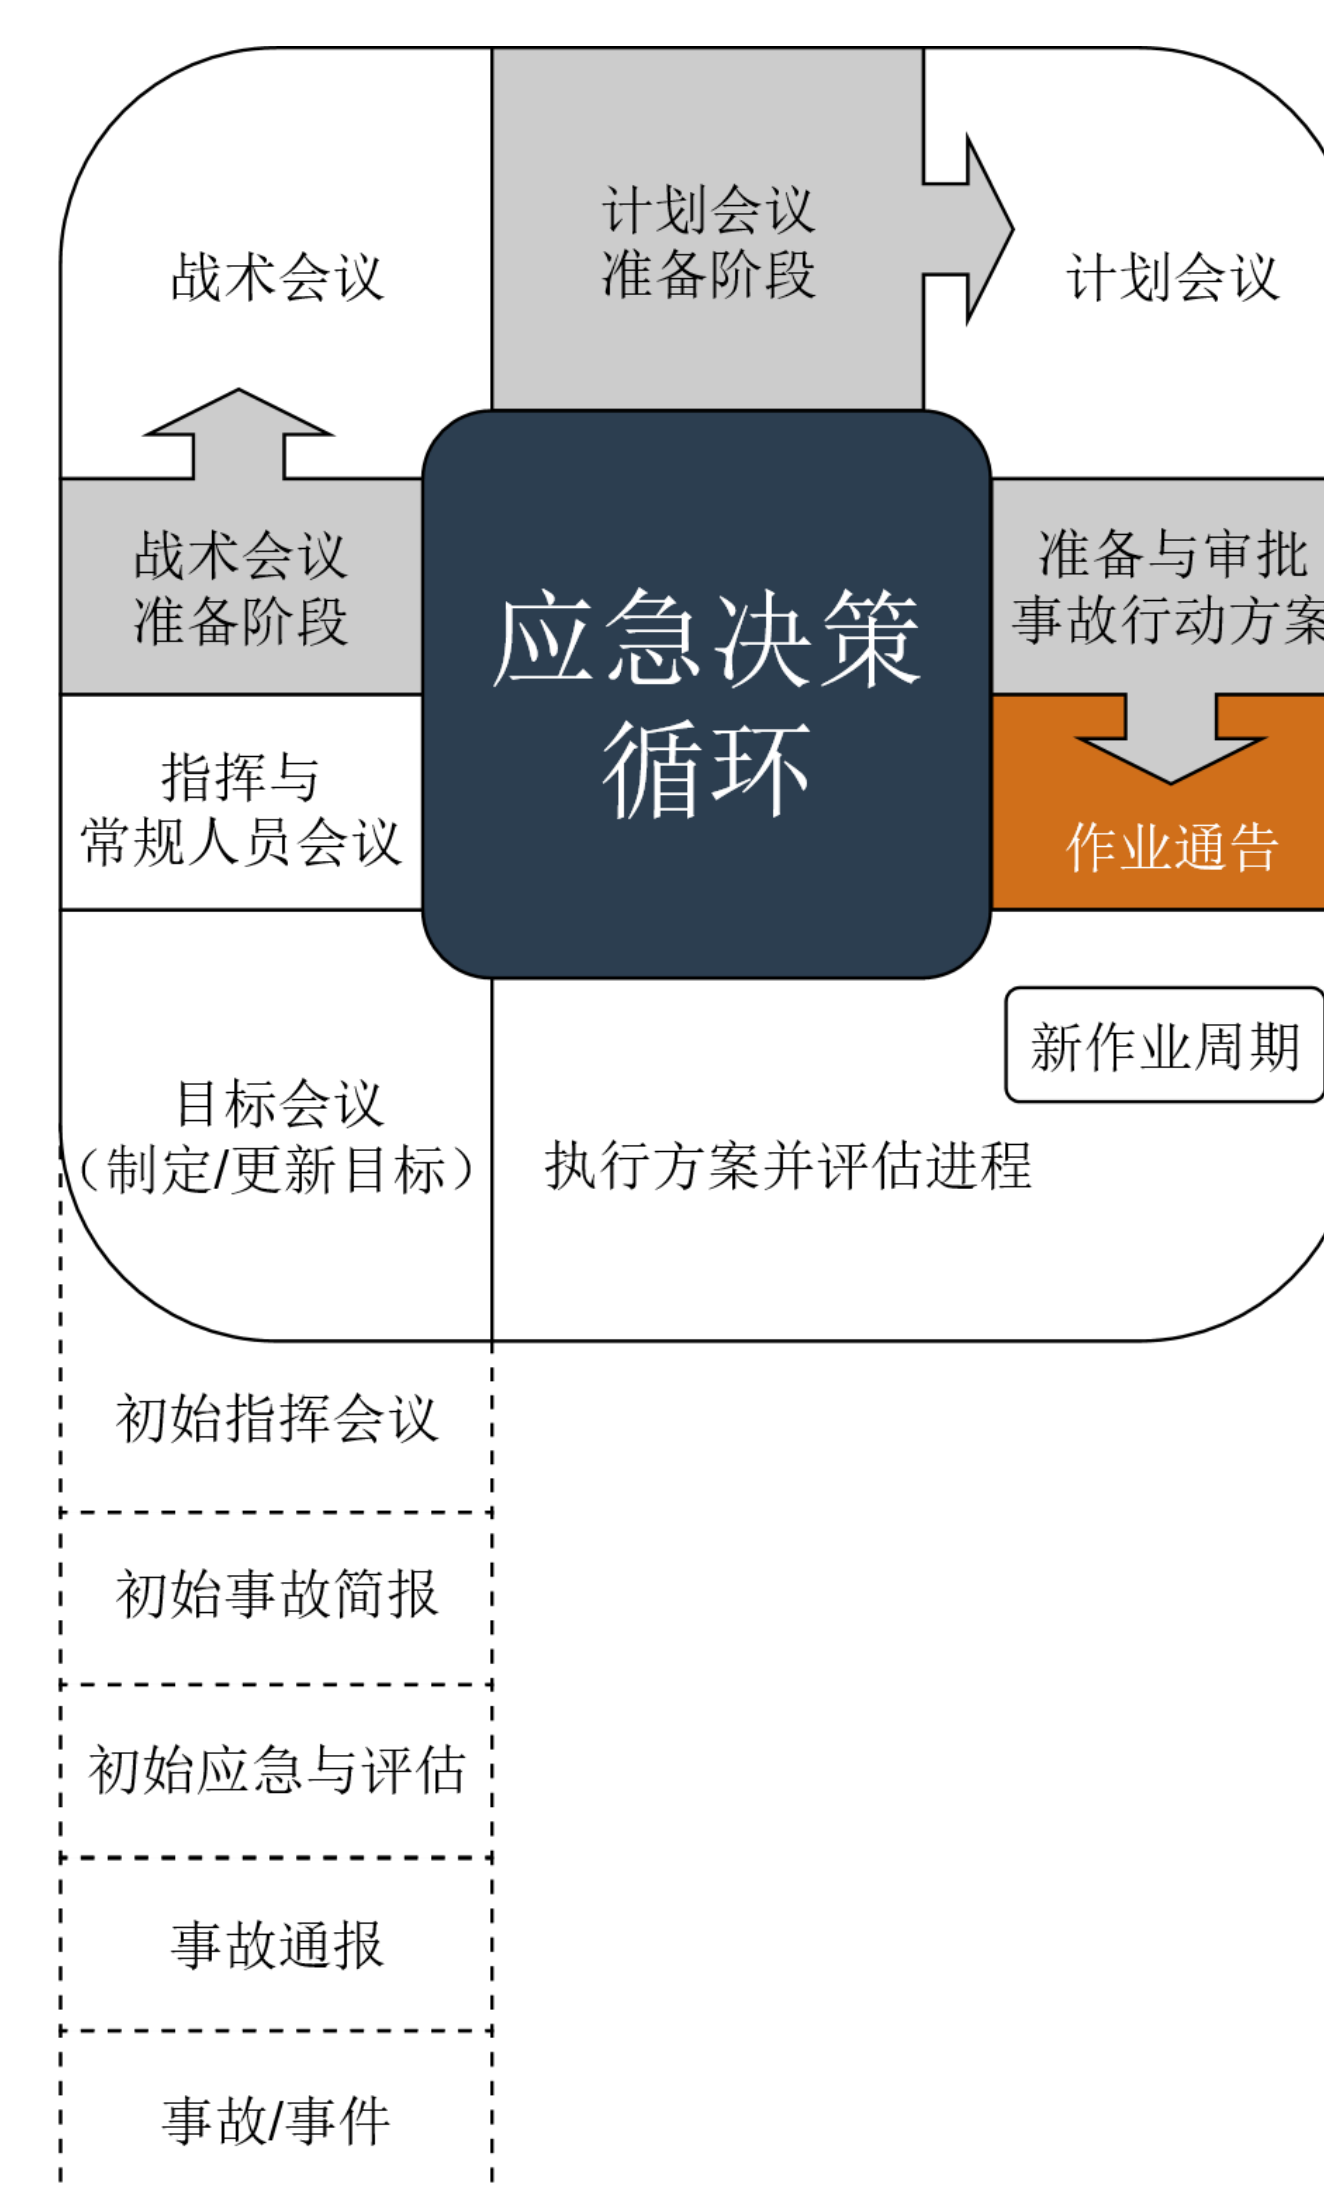 计划会议
准备阶段
战术会议
计划会议
战术会议
准备阶段
准备与审批
事故行动方案
应急决策
循环
指挥与
常规人员会议
作业通告
新作业周期
目标会议
（制定/更新目标）
执行方案并评估进程
初始指挥会议
初始事故简报
初始应急与评估
事故通报
事故/事件